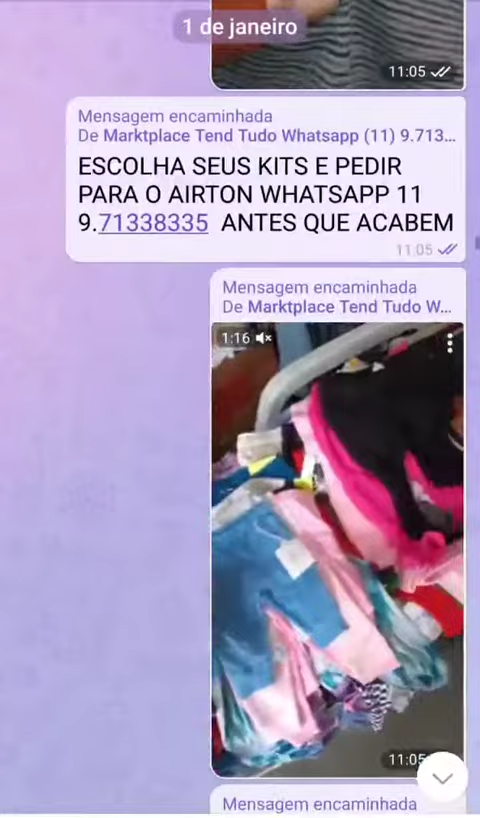 1 de janeiro
11:05
Mensagem encaminhada
De Marktplace Tend Tudo Whatsapp (11) 9.713...
ESCOLHA SEUS KITS E PEDIR
PARA O AIRTON WHATSAPP 11
9.71338335 ANTES QUE ACABEM
11:05
Mensagem encaminhada
De Marktplace Tend Tudo W...
1:16
11:05
Mensagem encaminhada